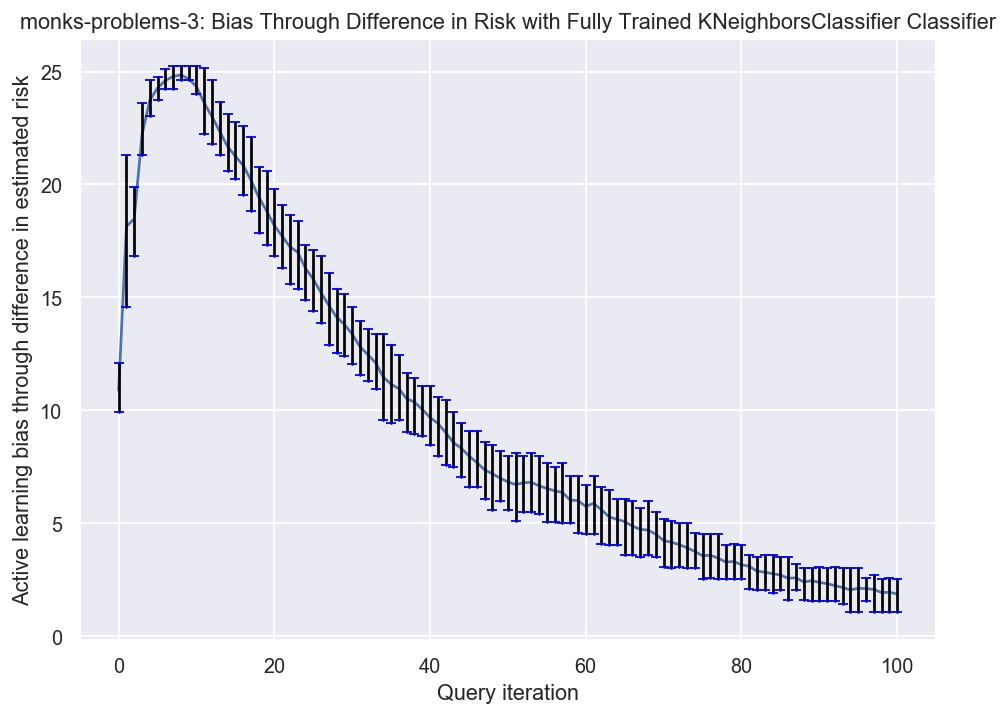 monks-problems-3: Bias Through Difference in Risk with Fully Trained KNeighborsClassifier Classifier
Active learning bias through difference in estimated risk
25
20
15
10
5
0
0 20 40 60 80 100
Query iteration